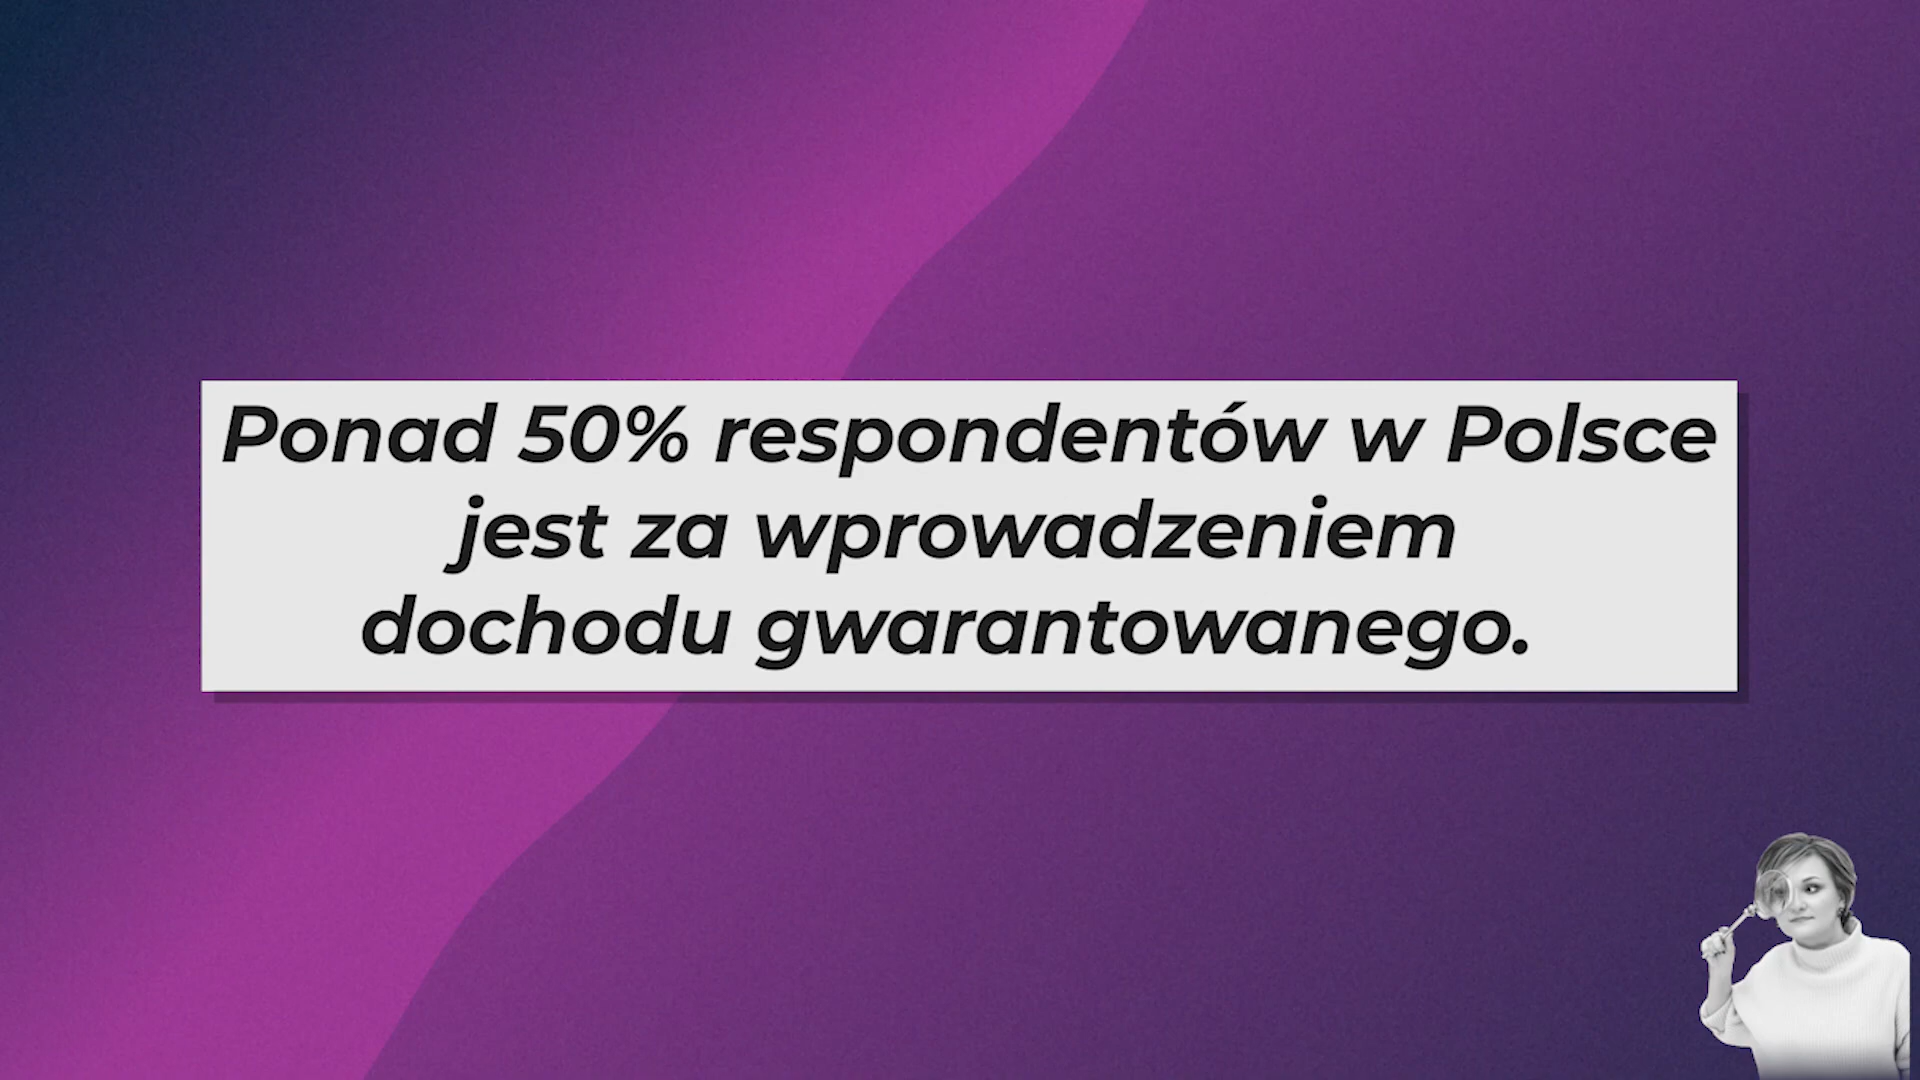 Ponad 50% respondentów w Polsce
jest za wprowadzeniem
dochodu gwarantowanego.